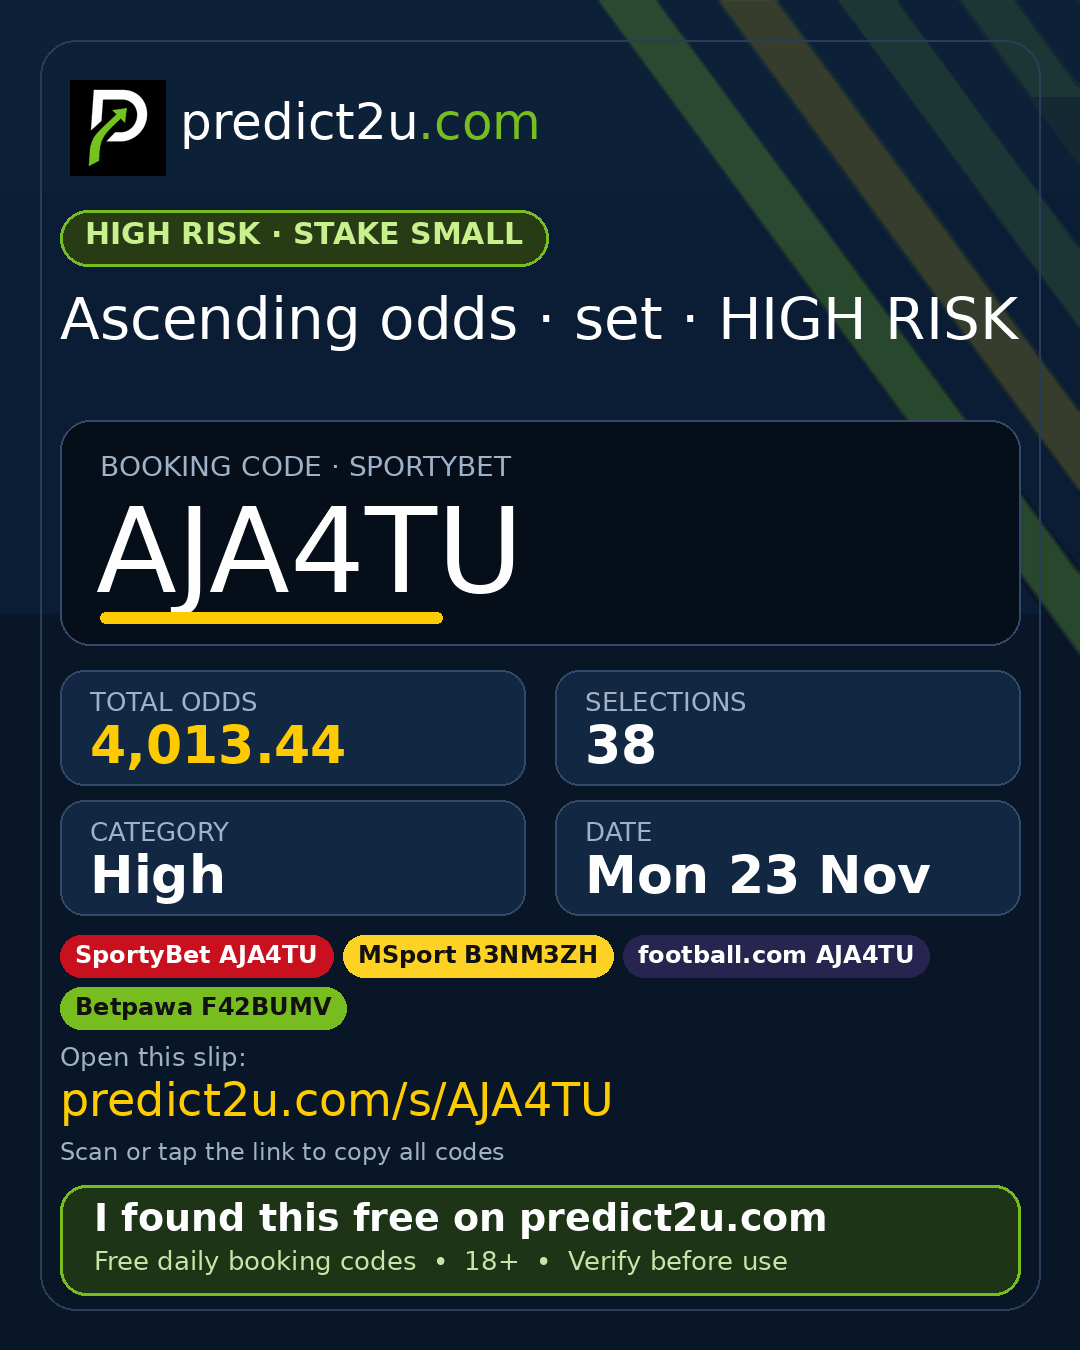 predict2u.com
HIGH RISK · STAKE SMALL
Ascending odds · set · HIGH RISK
BOOKING CODE · SPORTYBET
AJA4TU
TOTAL ODDS
4,013.44
SELECTIONS
38
CATEGORY
High
DATE
Mon 23 Nov
SportyBet AJA4TU
MSport B3NM3ZH
football.com AJA4TU
Betpawa F42BUMV
Open this slip:
predict2u.com/s/AJA4TU
Scan or tap the link to copy all codes
I found this free on predict2u.com
Free daily booking codes • 18+ • Verify before use